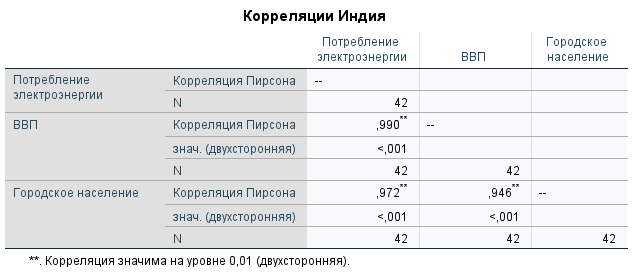 Корреляции Индия
Потребление электроэнергии ВВП Городское население
Потребление электроэнергии Корреляция Пирсона --
N 42
ВВП Корреляция Пирсона ,990** --
знач. (двухсторонняя) <,001
N 42 42
Городское население Корреляция Пирсона ,972** ,946** --
знач. (двухсторонняя) <,001 <,001
N 42 42 42
**. Корреляция значима на уровне 0,01 (двухсторонняя).